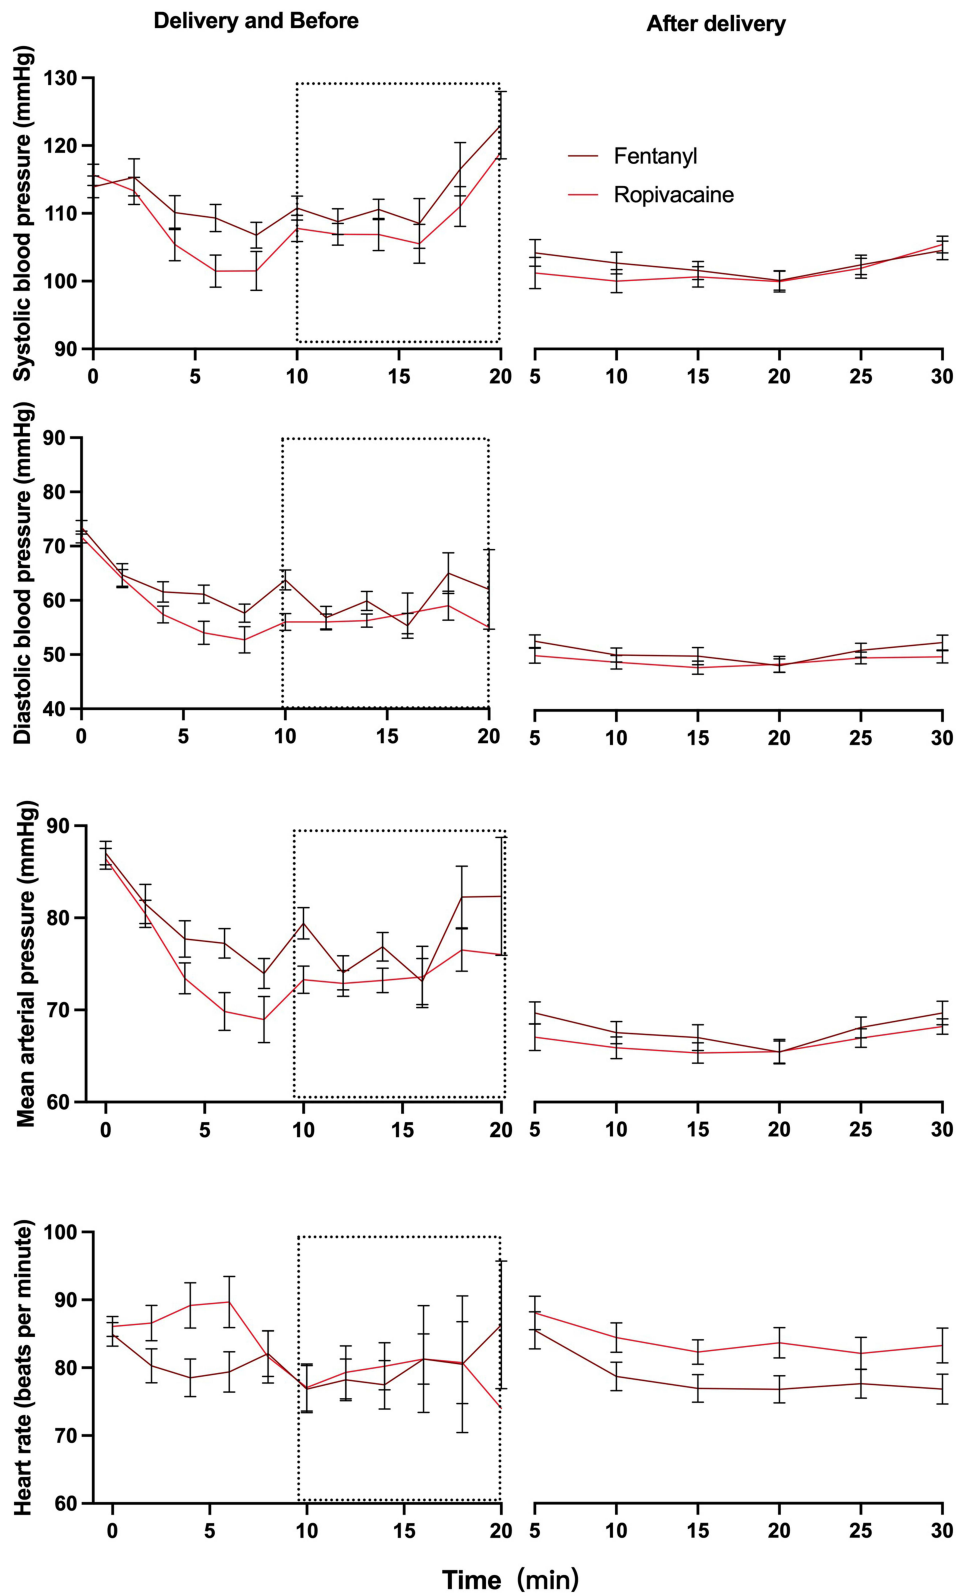 Delivery and Before
After delivery
Systolic blood pressure (mmHg)
130
120
110
100
90
0 5 10 15 20
Fentanyl
Ropivacaine
5 10 15 20 25 30
Diastolic blood pressure (mmHg)
90
80
70
60
50
40
0 5 10 15 20
5 10 15 20 25 30
Mean arterial pressure (mmHg)
90
80
70
60
0 5 10 15 20
5 10 15 20 25 30
Heart rate (beats per minute)
100
90
80
70
60
0 5 10 15 20
5 10 15 20 25 30
Time (min)